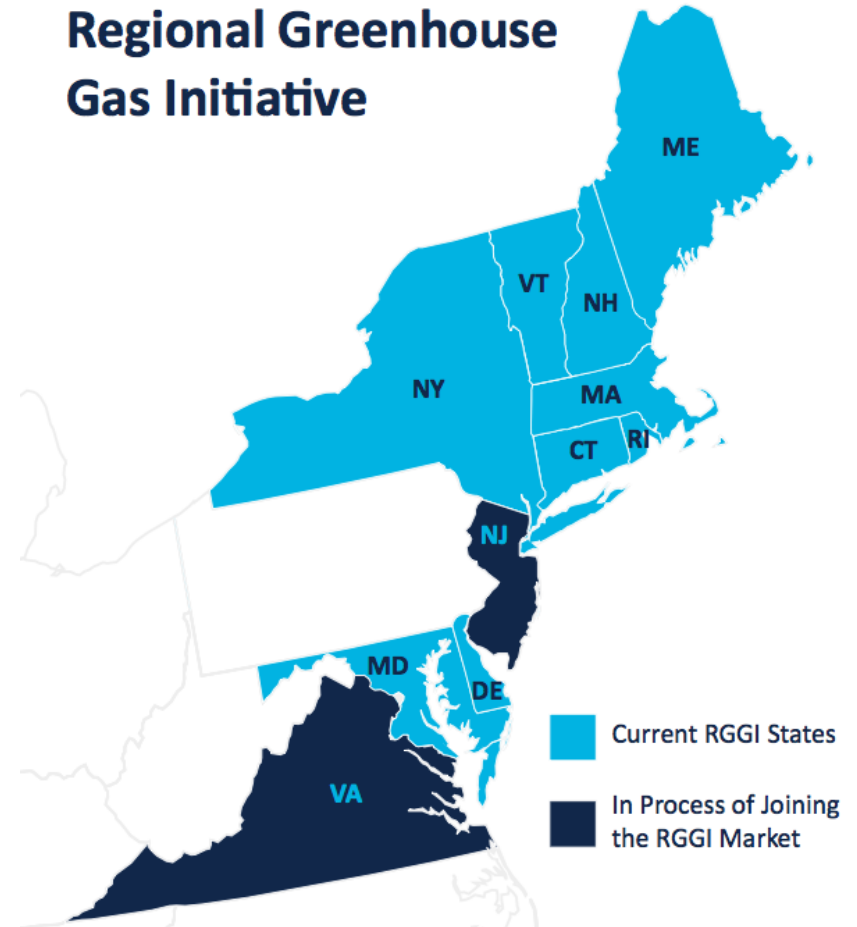 Regional Greenhouse
Gas Initiative
ME
VT
NH
NY
MA
CT
RI
NJ
MD
DE
Current RGGI States
VA
In Process of Joining
the RGGI Market